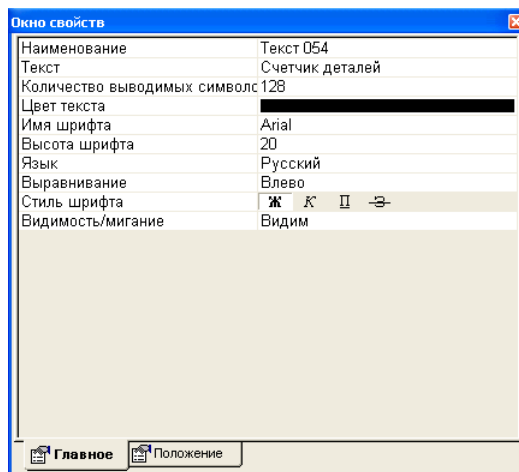 Окно свойств
Наименование Текст 054
Текст Счетчик деталей
Количество выводимых символс 128
Цвет текста
Имя шрифта Arial
Высота шрифта 20
Язык Русский
Выравнивание Влево
Стиль шрифта Ж К П З
Видимость/мигание Видим
Главное Положение